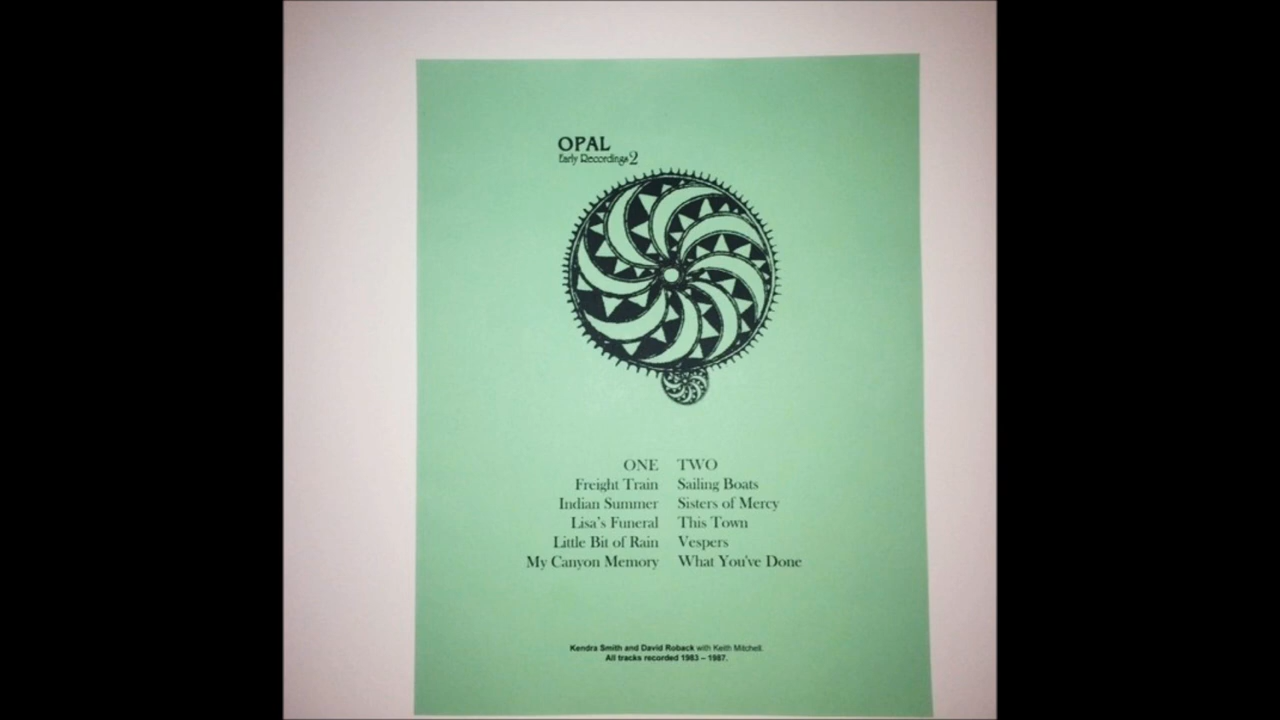 OPAL
Early Recordings 2
ONE TWO
Freight Train Sailing Boats
Indian Summer Sisters of Mercy
Lisa's Funeral This Town
Little Bit of Rain Vespers
My Canyon Memory What You've Done
Kendra Smith and David Roback with Keith Mitchell.
All tracks recorded 1983 – 1987.